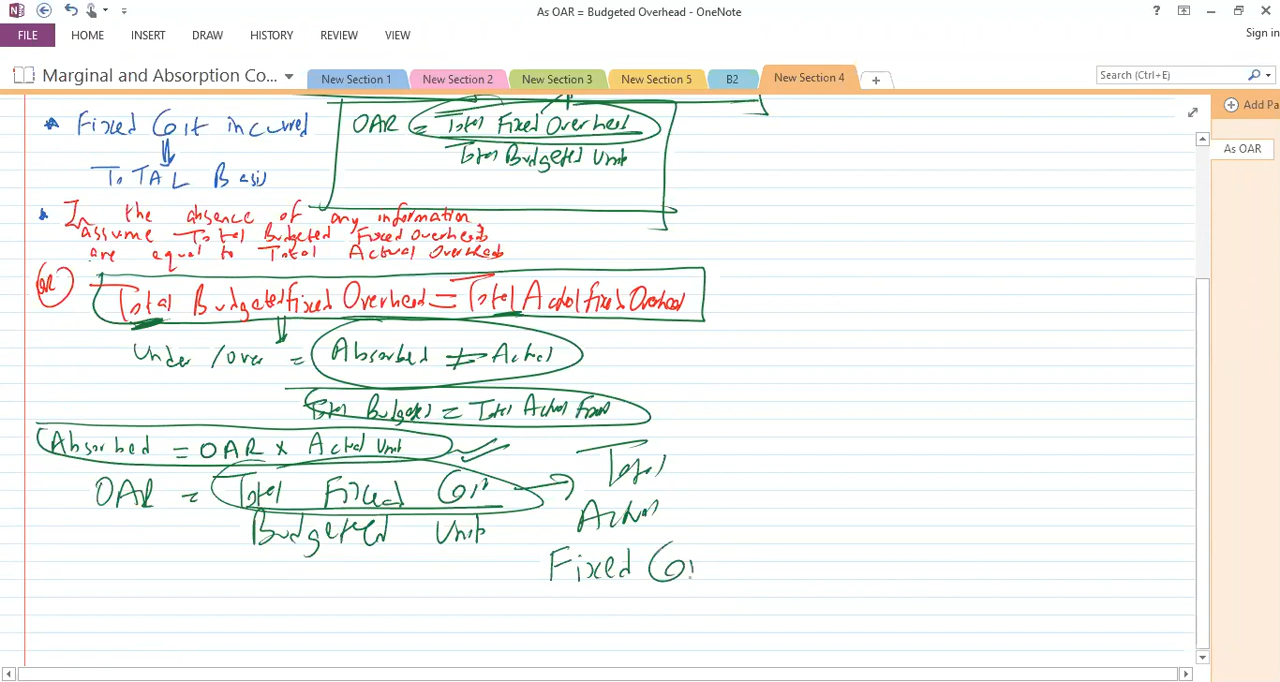 As OAR = Budgeted Overhead - OneNote
? Sign in
FILE HOME INSERT DRAW HISTORY REVIEW VIEW
Marginal and Absorption Co... New Section 1 New Section 2 New Section 3 New Section 5 B2 New Section 4 + Search (Ctrl+E)
Add Pa
As OAR
Fixed Cost incurred
TOTAL Basis
OAR = Total Fixed Overhead
Total Budgeted Unit
In the absence of any information
assume Total Budgeted Fixed Overheads
are equal to Total Actual Overheads
OR Total Budgeted Fixed Overhead = Total Actual Fixed Overhead
Under / Over = Absorbed ≠ Actual
Total Budgeted = Total Actual Fixed
Absorbed = OAR x Actual Unit
OAR = Total Fixed Cost
Budgeted Unit
Total
Actual
Fixed Co